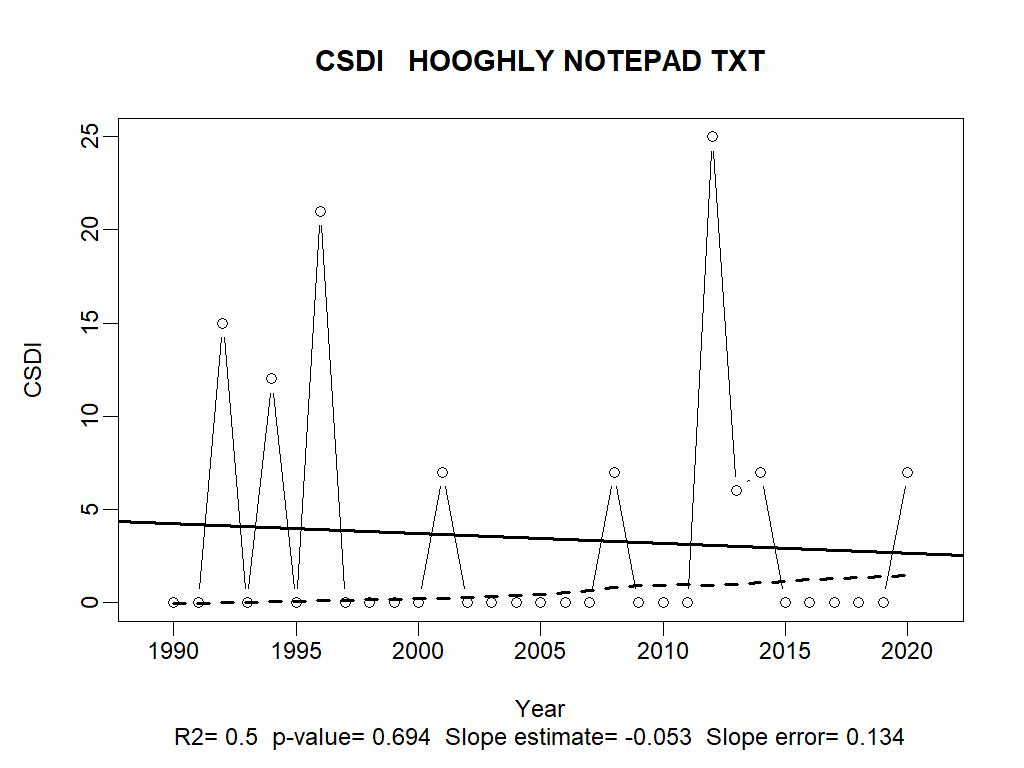 CSDI   HOOGHLY NOTEPAD TXT
25
20
15
10
5
0
CSDI
1990 1995 2000 2005 2010 2015 2020
Year
R2= 0.5  p-value= 0.694  Slope estimate= -0.053  Slope error= 0.134